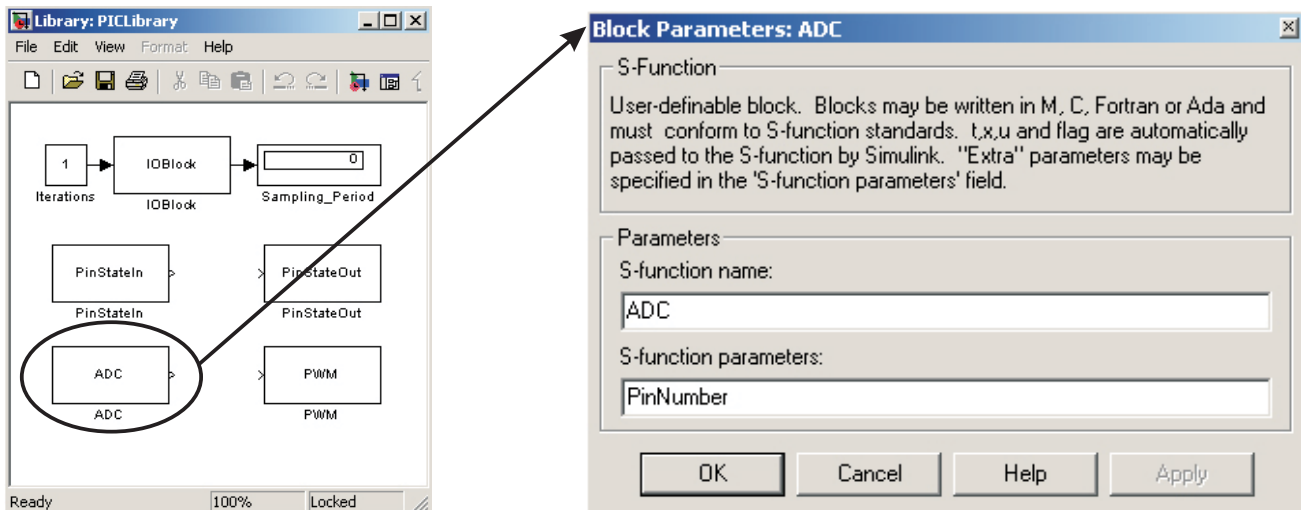 Library: PICLibrary
File Edit View Format Help
1
IOBlock
0
Iterations
IOBlock
Sampling_Period
PinStateIn
PinStateOut
PinStateIn
PinStateOut
ADC
PWM
ADC
PWM
Ready 100% Locked
Block Parameters: ADC
S-Function
User-definable block. Blocks may be written in M, C, Fortran or Ada and
must conform to S-function standards. t,x,u and flag are automatically
passed to the S-function by Simulink. "Extra" parameters may be
specified in the 'S-function parameters' field.
Parameters
S-function name:
ADC
S-function parameters:
PinNumber
OK Cancel Help Apply